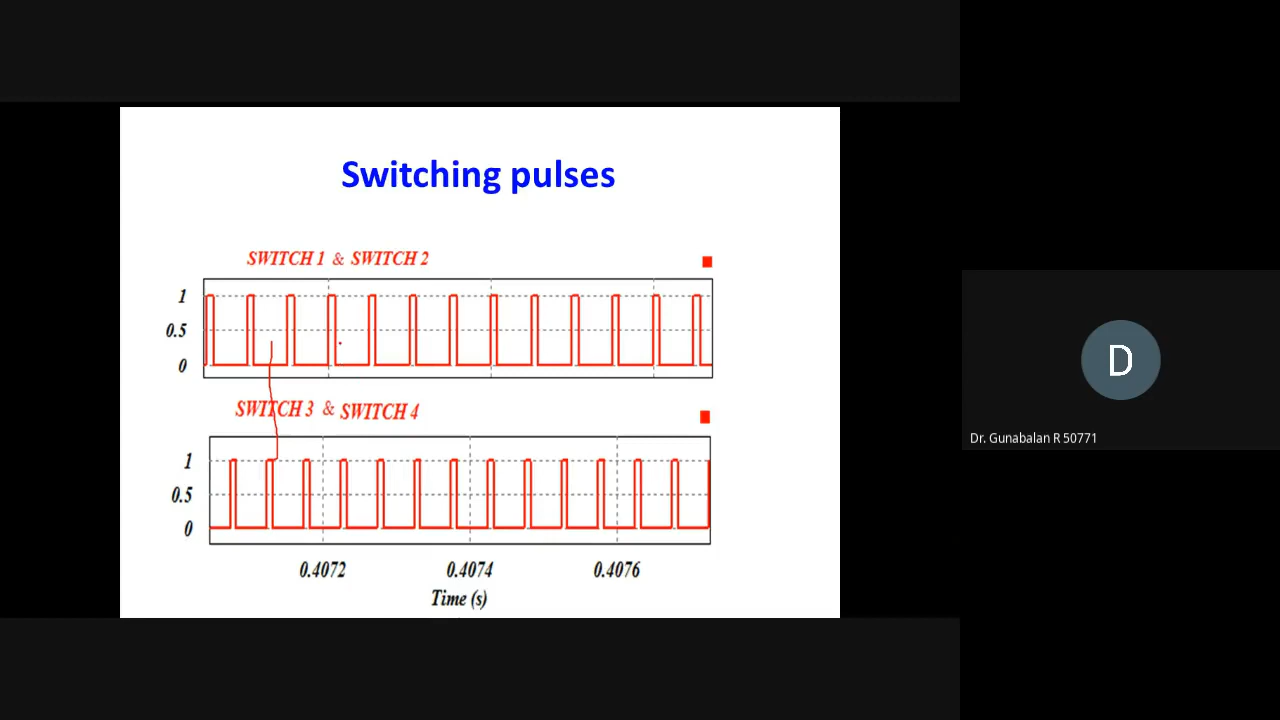 Switching pulses
SWITCH 1 & SWITCH 2
1
0.5
0
SWITCH 3 & SWITCH 4
1
0.5
0
0.4072 0.4074 0.4076
Time (s)
D
Dr. Gunabalan R 50771